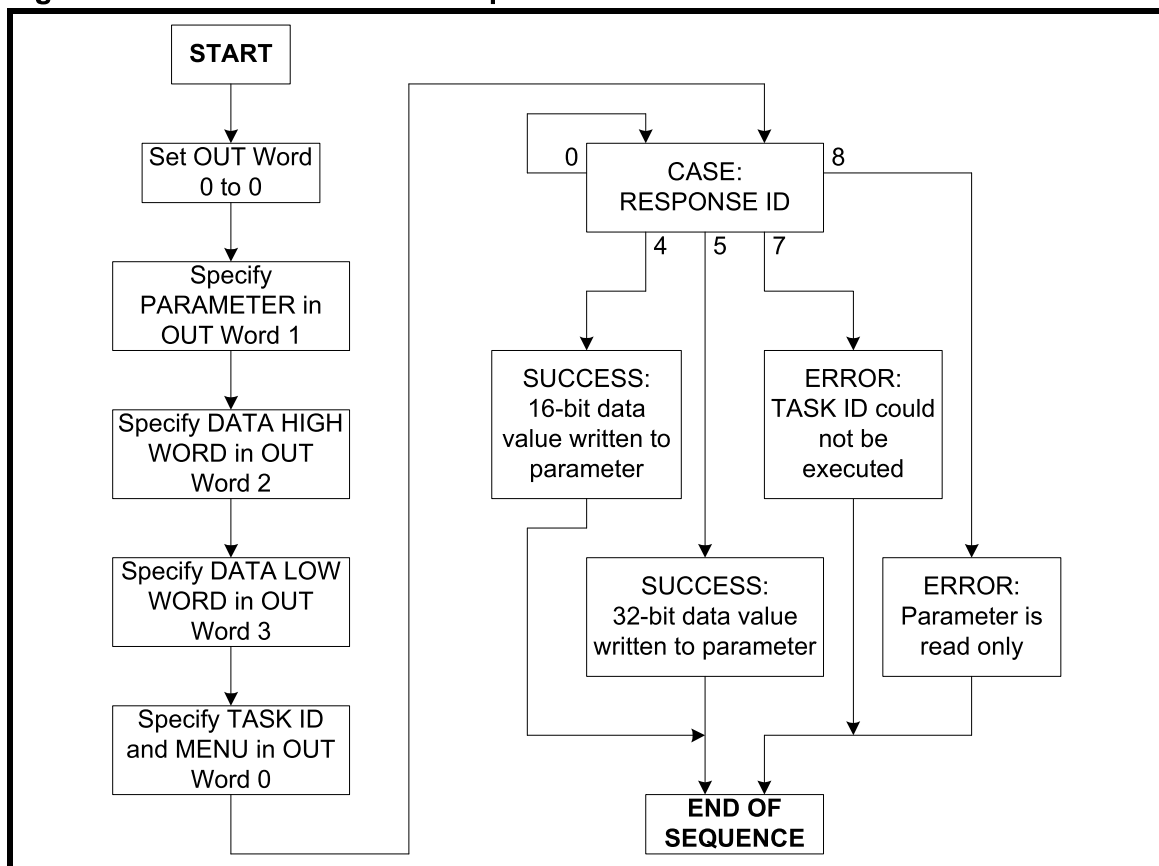 START
Set OUT Word
0 to 0
Specify
PARAMETER in
OUT Word 1
Specify DATA HIGH
WORD in OUT
Word 2
Specify DATA LOW
WORD in OUT
Word 3
Specify TASK ID
and MENU in OUT
Word 0
0
CASE:
RESPONSE ID
8
4
5
7
SUCCESS:
16-bit data
value written to
parameter
ERROR:
TASK ID could
not be
executed
SUCCESS:
32-bit data value
written to parameter
ERROR:
Parameter is
read only
END OF
SEQUENCE